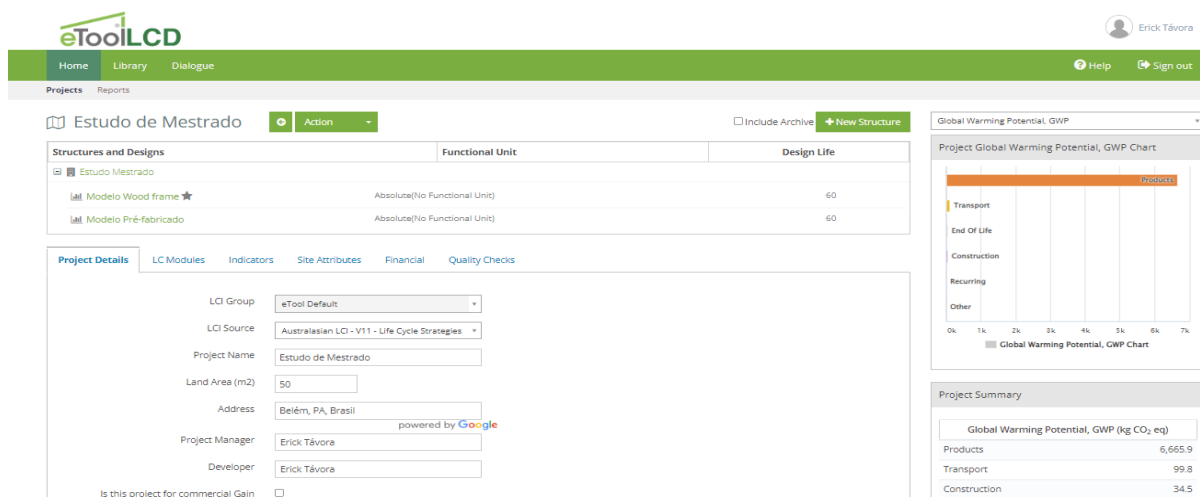 eToolLCD
Erick Távora
Home Library Dialogue Help Sign out
Projects Reports
Estudo de Mestrado Action Include Archive + New Structure
Structures and Designs Functional Unit Design Life
Estudo Mestrado
Modelo Wood frame Absolute(No Functional Unit) 60
Modelo Pré-fabricado Absolute(No Functional Unit) 60
Project Details LC Modules Indicators Site Attributes Financial Quality Checks
LCI Group eTool Default
LCI Source Australasian LCI - V11 - Life Cycle Strategies
Project Name Estudo de Mestrado
Land Area (m2) 50
Address Belém, PA, Brasil
powered by Google
Project Manager Erick Távora
Developer Erick Távora
Is this project for commercial Gain
Global Warming Potential, GWP
Project Global Warming Potential, GWP Chart
Products
Transport
End Of Life
Construction
Recurring
Other
0k 1k 2k 3k 4k 5k 6k 7k
Global Warming Potential, GWP Chart
Project Summary
Global Warming Potential, GWP (kg CO₂ eq)
Products 6,665.9
Transport 99.8
Construction 34.5